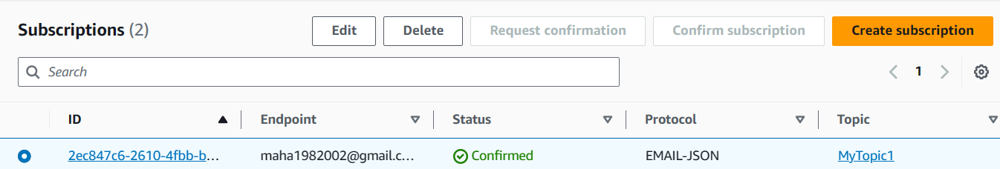 Subscriptions (2) Edit Delete Request confirmation Confirm subscription Create subscription
Search 1
ID Endpoint Status Protocol Topic
2ec847c6-2610-4fbb-b... maha1982002@gmail.c... Confirmed EMAIL-JSON MyTopic1